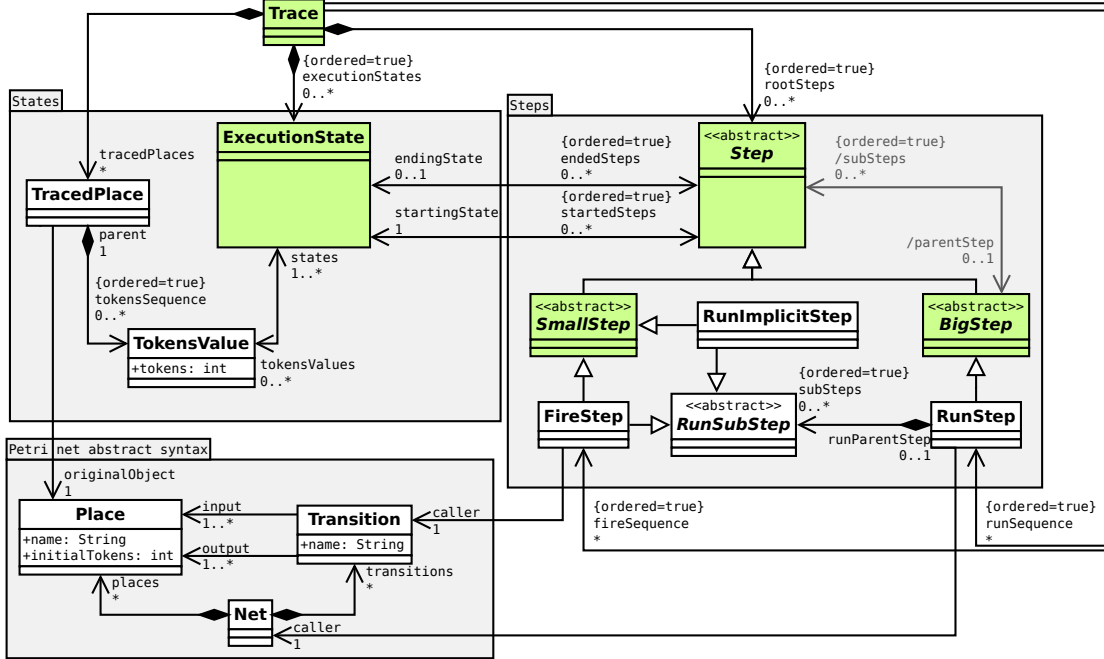 Trace
{ordered=true}
executionStates
0..*
{ordered=true}
rootSteps
0..*
States
ExecutionState
tracedPlaces
*
TracedPlace
parent
1
{ordered=true}
tokensSequence
0..*
endingState
0..1
startingState
1
states
1..*
TokensValue
+tokens: int
tokensValues
0..*
Steps
<<abstract>>
Step
{ordered=true}
endedSteps
0..*
{ordered=true}
startedSteps
0..*
{ordered=true}
/subSteps
0..*
/parentStep
0..1
<<abstract>>
SmallStep
RunImplicitStep
<<abstract>>
BigStep
FireStep
<<abstract>>
RunSubStep
{ordered=true}
subSteps
0..*
RunStep
runParentStep
0..1
Petri net abstract syntax
originalObject
1
Place
+name: String
+initialTokens: int
input
1..*
output
1..*
Transition
+name: String
caller
1
{ordered=true}
fireSequence
*
{ordered=true}
runSequence
*
places
*
transitions
*
Net
caller
1